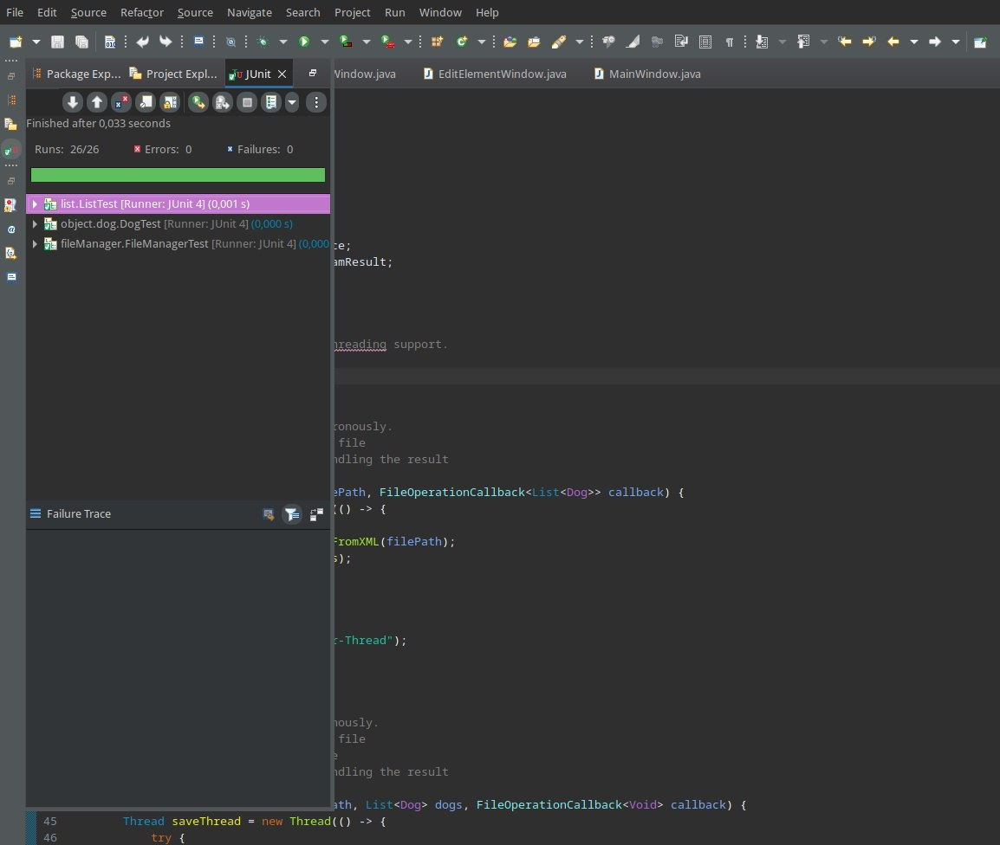 File Edit Source Refactor Source Navigate Search Project Run Window Help
Package Exp... Project Expl... JUnit Window.java EditElementWindow.java MainWindow.java
Finished after 0,033 seconds
Runs: 26/26 Errors: 0 Failures: 0
list.ListTest [Runner: JUnit 4] (0,001 s)
object.dog.DogTest [Runner: JUnit 4] (0,000 s)
fileManager.FileManagerTest [Runner: JUnit 4] (0,000
ce;
amResult;
hreading support.
ronously.
file
ndling the result
ePath, FileOperationCallback<List<Dog>> callback) {
(() -> {
FromXML(filePath);
s);
r-Thread");
nously.
file
e
ndling the result
Failure Trace
ath, List<Dog> dogs, FileOperationCallback<Void> callback) {
45 Thread saveThread = new Thread(() -> {
46 try {